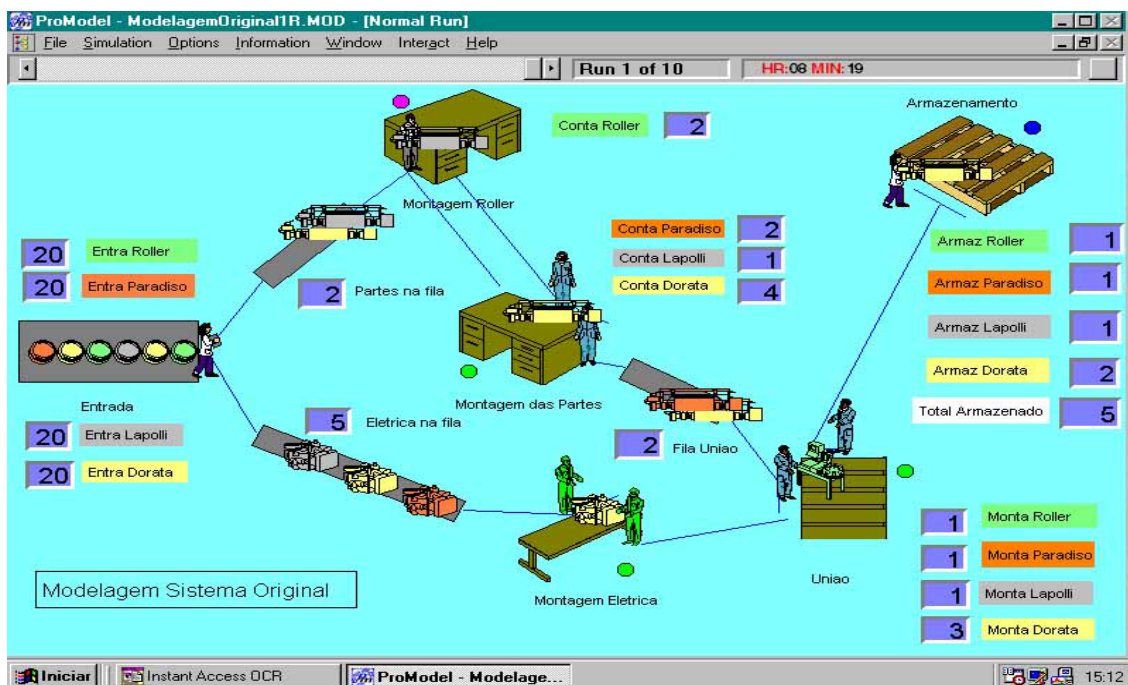 ProModel - ModelagemOriginal1R.MOD - [Normal Run]
File Simulation Options Information Window Interact Help
Run 1 of 10 HR:08 MIN:19
Armazenamento
Conta Roller 2
Montagem Roller
20 Entra Roller
20 Entra Paradiso
2 Partes na fila
Conta Paradiso 2
Conta Lapolli 1
Conta Dorata 4
Armaz Roller 1
Armaz Paradiso 1
Armaz Lapolli 1
Armaz Dorata 2
Total Armazenado 5
Entrada
20 Entra Lapolli
20 Entra Dorata
5 Eletrica na fila
Montagem das Partes
2 Fila Uniao
Montagem Eletrica
Uniao
1 Monta Roller
1 Monta Paradiso
1 Monta Lapolli
3 Monta Dorata
Modelagem Sistema Original
Iniciar Instant Access OCR ProModel - Modelage... 15:12